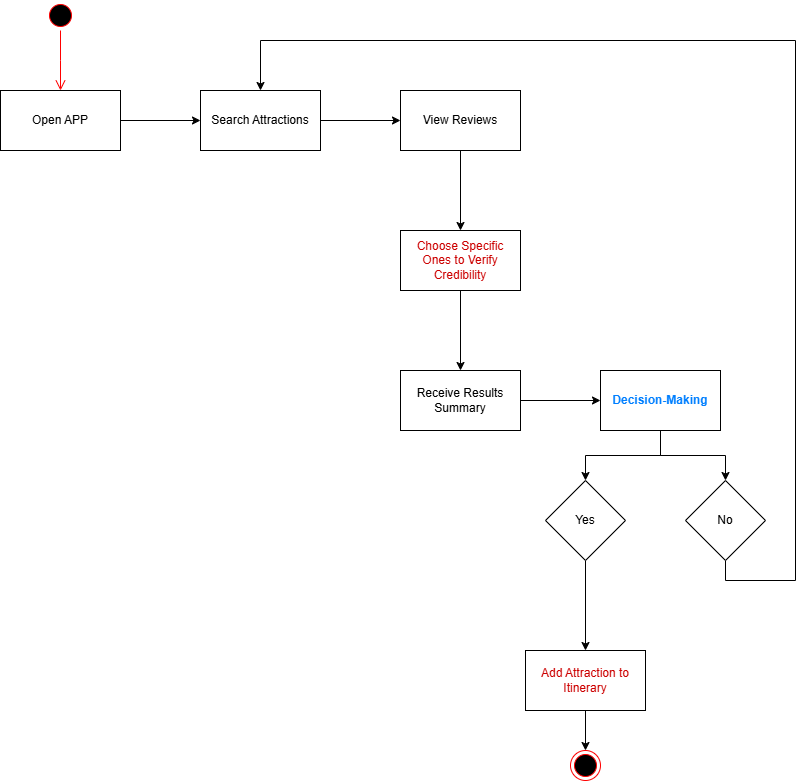 Open APP
Search Attractions
View Reviews
Choose Specific
Ones to Verify
Credibility
Receive Results
Summary
Decision-Making
Yes
No
Add Attraction to
Itinerary